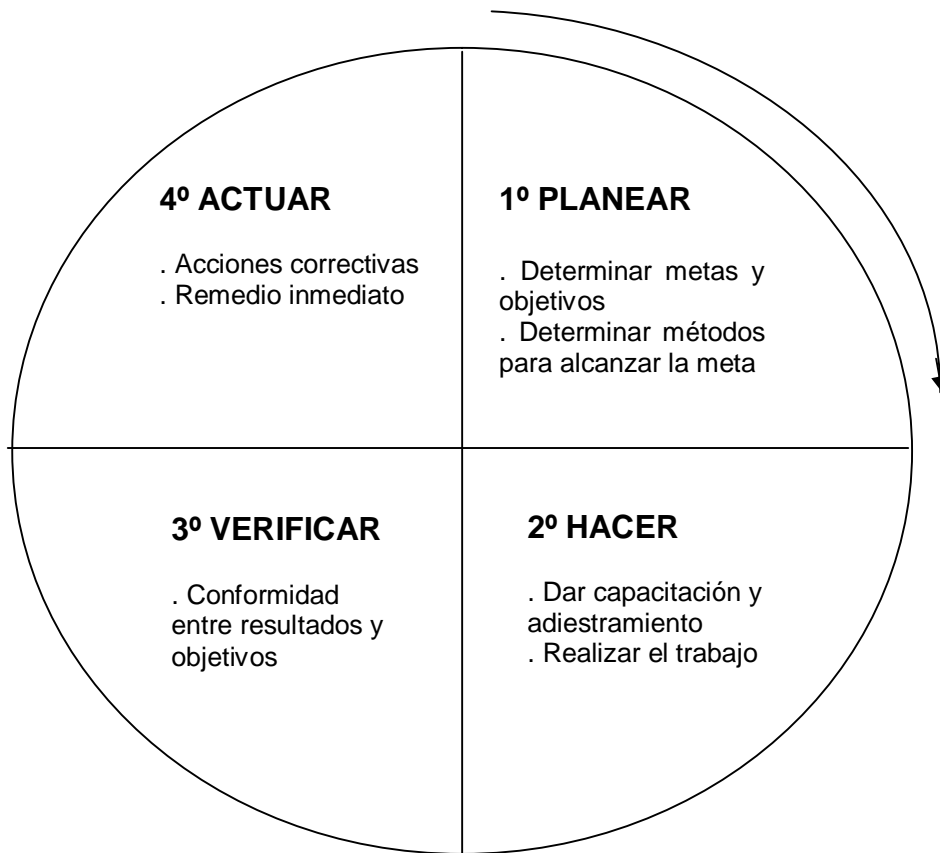 4º ACTUAR
. Acciones correctivas
. Remedio inmediato
1º PLANEAR
. Determinar metas y
objetivos
. Determinar métodos
para alcanzar la meta
3º VERIFICAR
. Conformidad
entre resultados y
objetivos
2º HACER
. Dar capacitación y
adiestramiento
. Realizar el trabajo